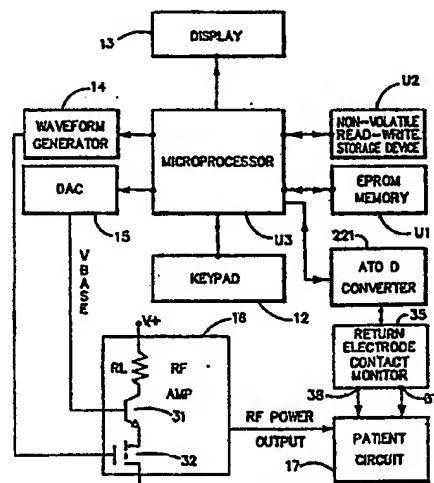 13
DISPLAY
14
WAVEFORM
GENERATOR
DAC
15
MICROPROCESSOR
U3
U2
NON-VOLATILE
READ-WRITE
STORAGE DEVICE
EPROM
MEMORY
U1
KEYPAD
12
221
A TO D
CONVERTER
35
RETURN
ELECTRODE
CONTACT
MONITOR
VBASE
V+
16
RL
RF
AMP
31
32
RF POWER
OUTPUT
38
PATIENT
CIRCUIT
17